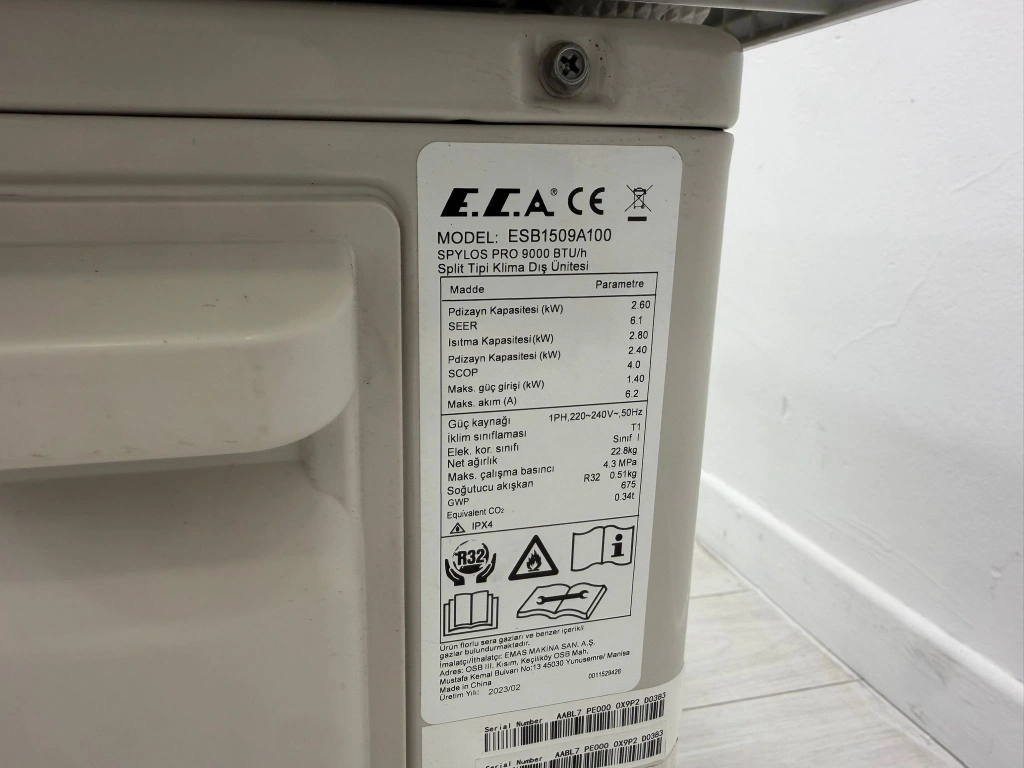 E.C.A.® CE
MODEL: ESB1509A100
SPYLOS PRO 9000 BTU/h
Split Tipi Klima Dış Ünitesi
Madde Parametre
Pdizayn Kapasitesi (kW) 2.60
SEER 6.1
Isıtma Kapasitesi(kW) 2.80
Pdizayn Kapasitesi (kW) 2.40
SCOP 4.0
Maks. güç girişi (kW) 1.40
Maks. akım (A) 6.2
Güç kaynağı 1PH,220~240V~,50Hz
İklim sınıflaması T1
Elek. kor. sınıfı Sınıf I
Net ağırlık 22.8kg
Maks. çalışma basıncı 4.3 MPa
Soğutucu akışkan R32 0.51kg
GWP 675
Equivalent CO₂ 0.34t
IPX4
R32
Ürün florlu sera gazları ve benzer içerikli
gazlar bulundurmaktadır.
İmalatçı/İthalatçı: EMAS MAKİNA SAN. A.Ş.
Adres: OSB III. Kısım, Keçiliköy OSB Mah.
Mustafa Kemal Bulvarı No:13 45030 Yunusemre/ Manisa
Made in China
Üretim Yılı: 2023/02 0011529426
Serial Number AABL7 PE000 0X9P2 D0383
Serial Number AABL7 PE000 0X9P2 D0383